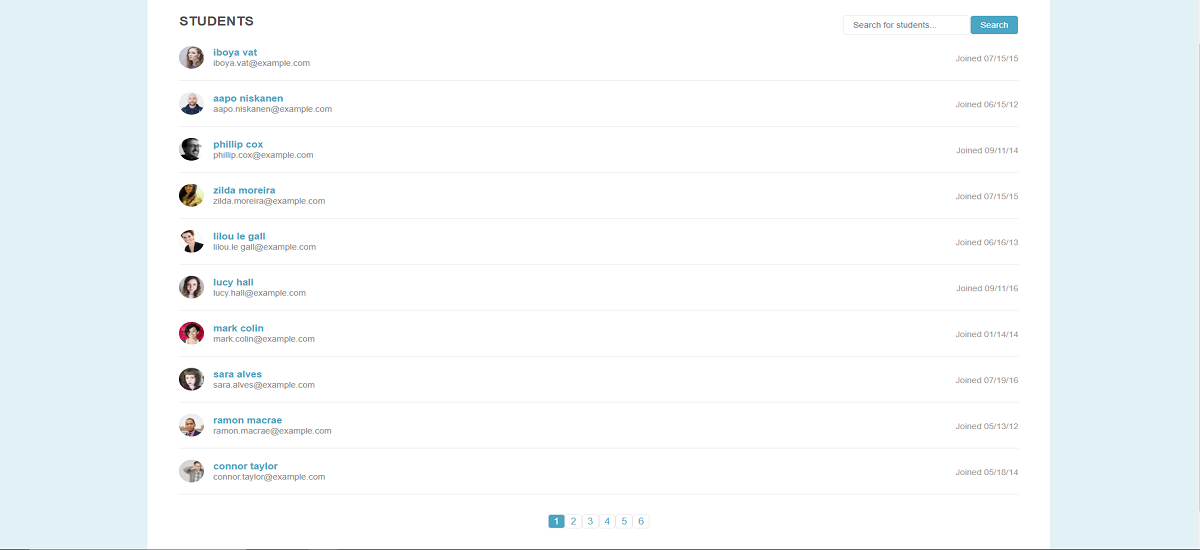 STUDENTS
Search for students... Search
iboya vat
iboya.vat@example.com
Joined 07/15/15
aapo niskanen
aapo.niskanen@example.com
Joined 06/15/12
phillip cox
phillip.cox@example.com
Joined 09/11/14
zilda moreira
zilda.moreira@example.com
Joined 07/15/15
lilou le gall
lilou.le gall@example.com
Joined 06/16/13
lucy hall
lucy.hall@example.com
Joined 09/11/16
mark colin
mark.colin@example.com
Joined 01/14/14
sara alves
sara.alves@example.com
Joined 07/19/16
ramon macrae
ramon.macrae@example.com
Joined 05/13/12
connor taylor
connor.taylor@example.com
Joined 05/18/14
1 2 3 4 5 6